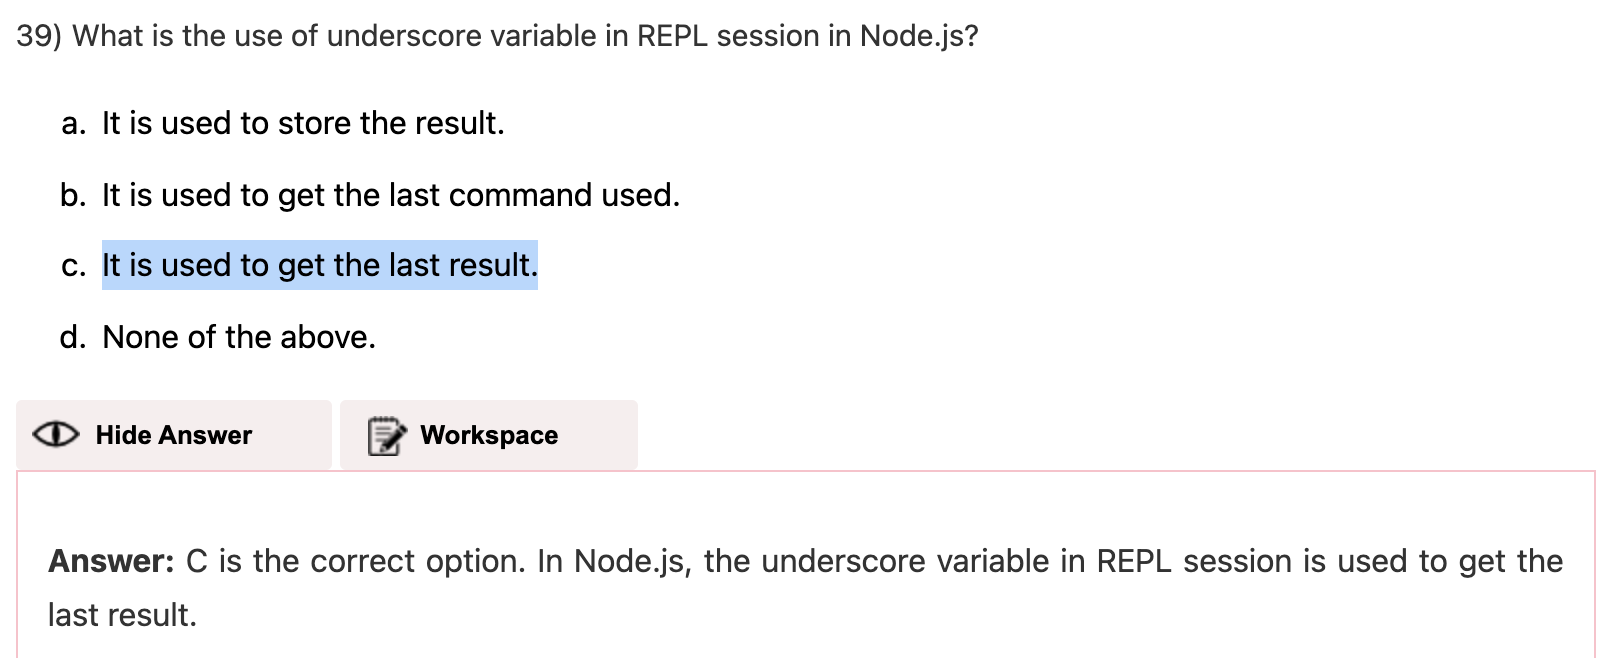 39) What is the use of underscore variable in REPL session in Node.js?
a. It is used to store the result.
b. It is used to get the last command used.
c. It is used to get the last result.
d. None of the above.
Hide Answer Workspace
Answer: C is the correct option. In Node.js, the underscore variable in REPL session is used to get the
last result.